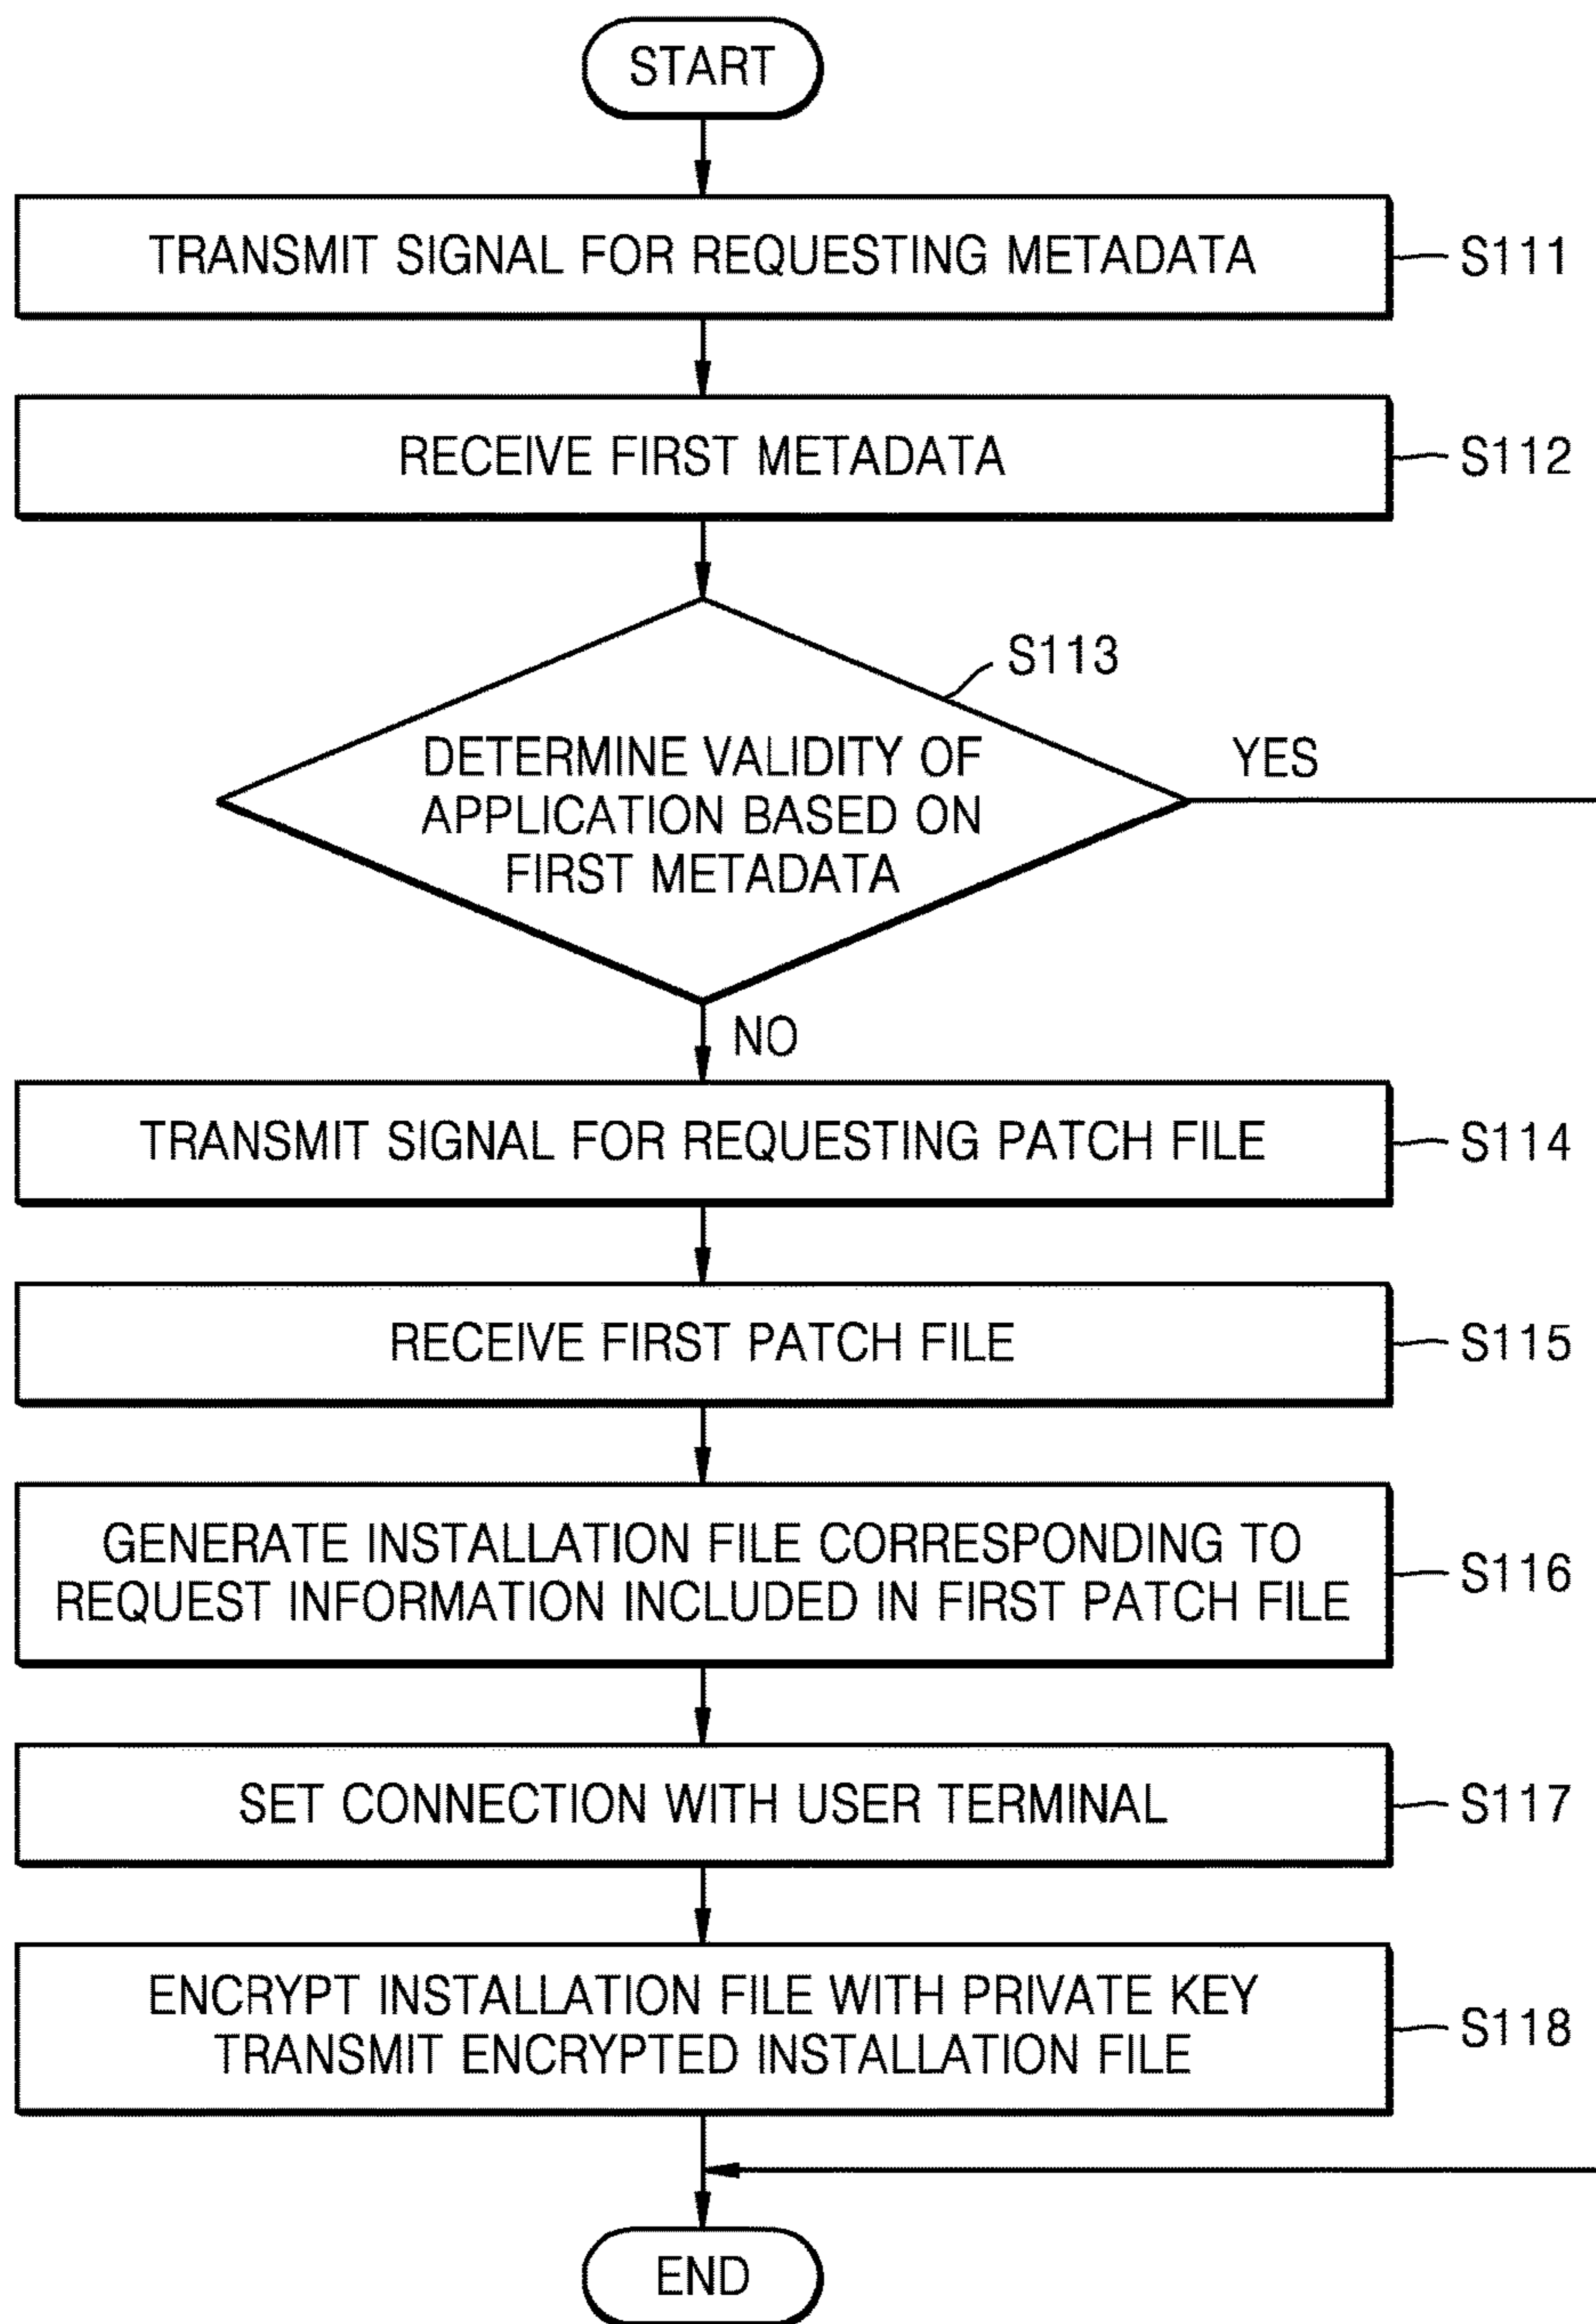 START
TRANSMIT SIGNAL FOR REQUESTING METADATA
S111
RECEIVE FIRST METADATA
S112
S113
DETERMINE VALIDITY OF
APPLICATION BASED ON
FIRST METADATA
YES
NO
TRANSMIT SIGNAL FOR REQUESTING PATCH FILE
S114
RECEIVE FIRST PATCH FILE
S115
GENERATE INSTALLATION FILE CORRESPONDING TO
REQUEST INFORMATION INCLUDED IN FIRST PATCH FILE
S116
SET CONNECTION WITH USER TERMINAL
S117
ENCRYPT INSTALLATION FILE WITH PRIVATE KEY
TRANSMIT ENCRYPTED INSTALLATION FILE
S118
END